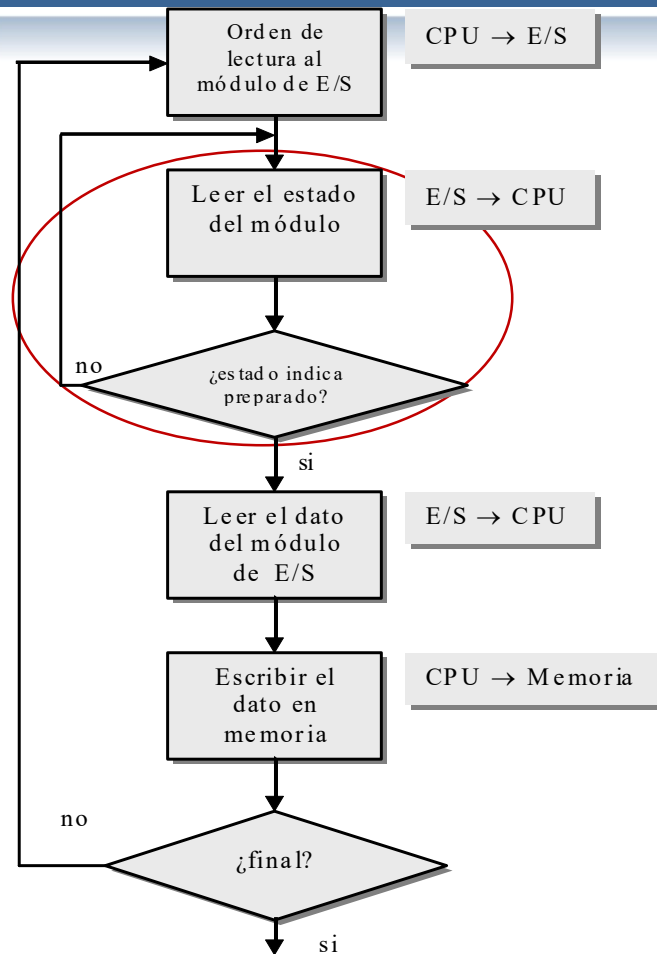 Orden de
lectura al
módulo de E/S
CPU → E/S
Leer el estado
del módulo
E/S → CPU
no
¿estado indica
preparado?
si
Leer el dato
del módulo
de E/S
E/S → CPU
Escribir el
dato en
memoria
CPU → Memoria
no
¿final?
si